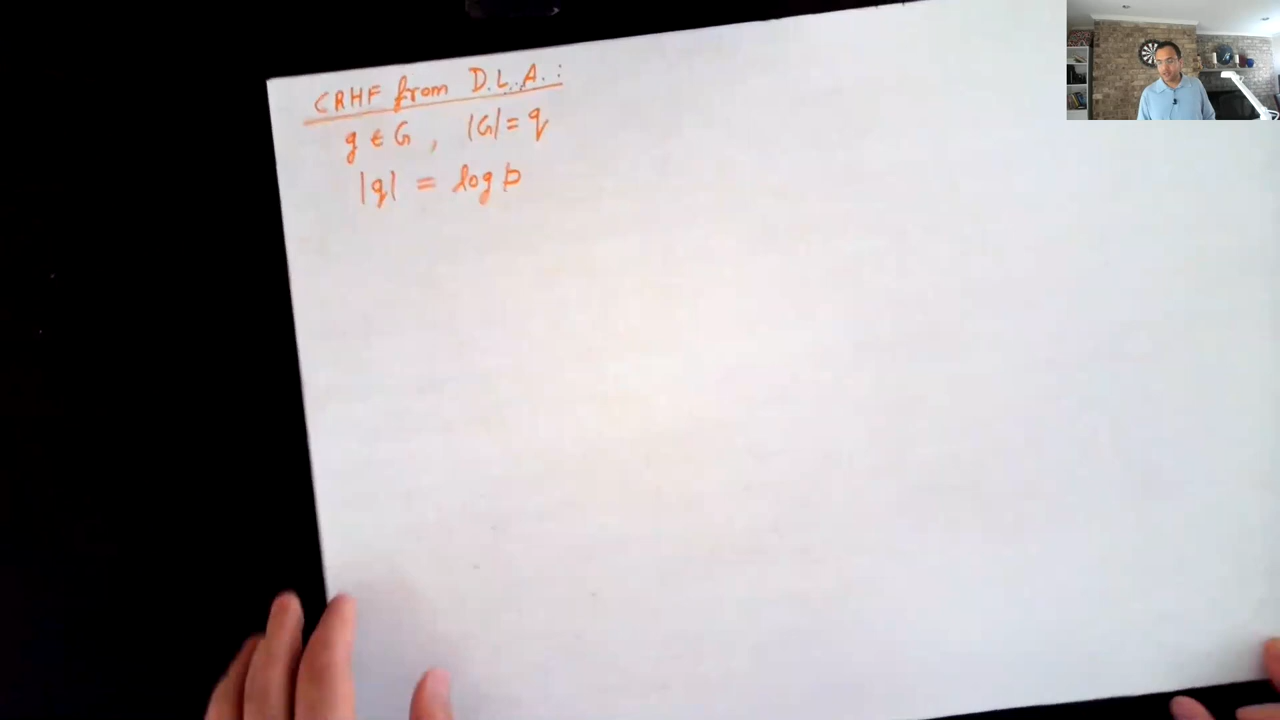 CRHF from D.L.A.:
g ∈ G, |G| = q
|q| = log p